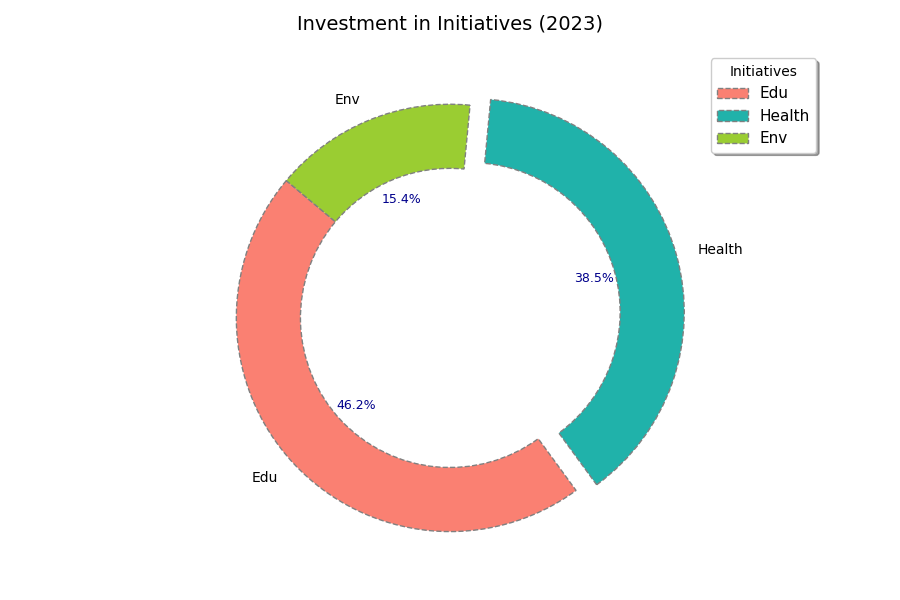 Investment in Initiatives (2023)
Initiatives
Edu
Health
Env
Env
15.4%
Health
38.5%
46.2%
Edu